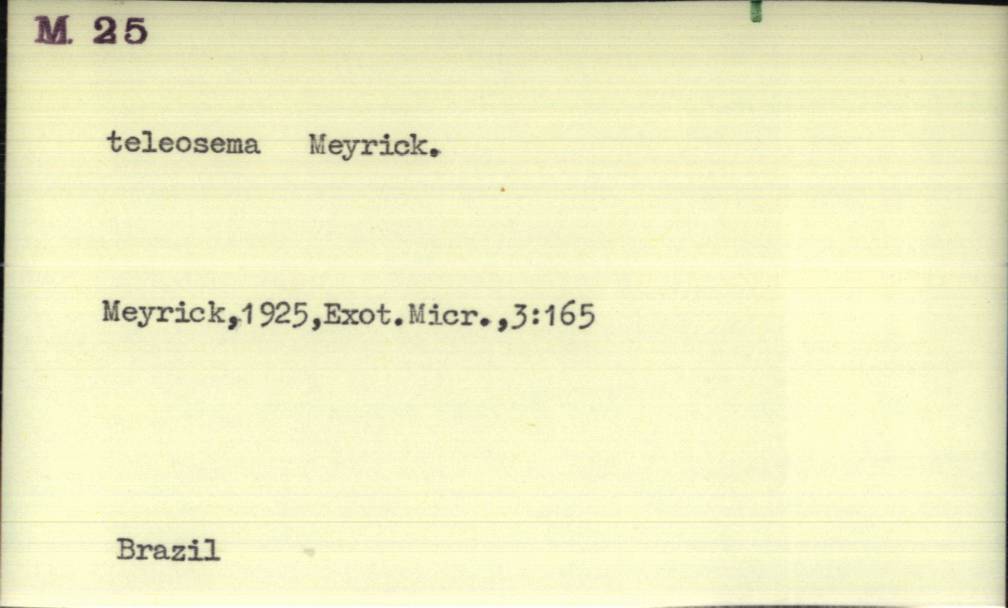 M. 25
teleosema Meyrick.
Meyrick,1925,Exot.Micr.,3:165
Brazil